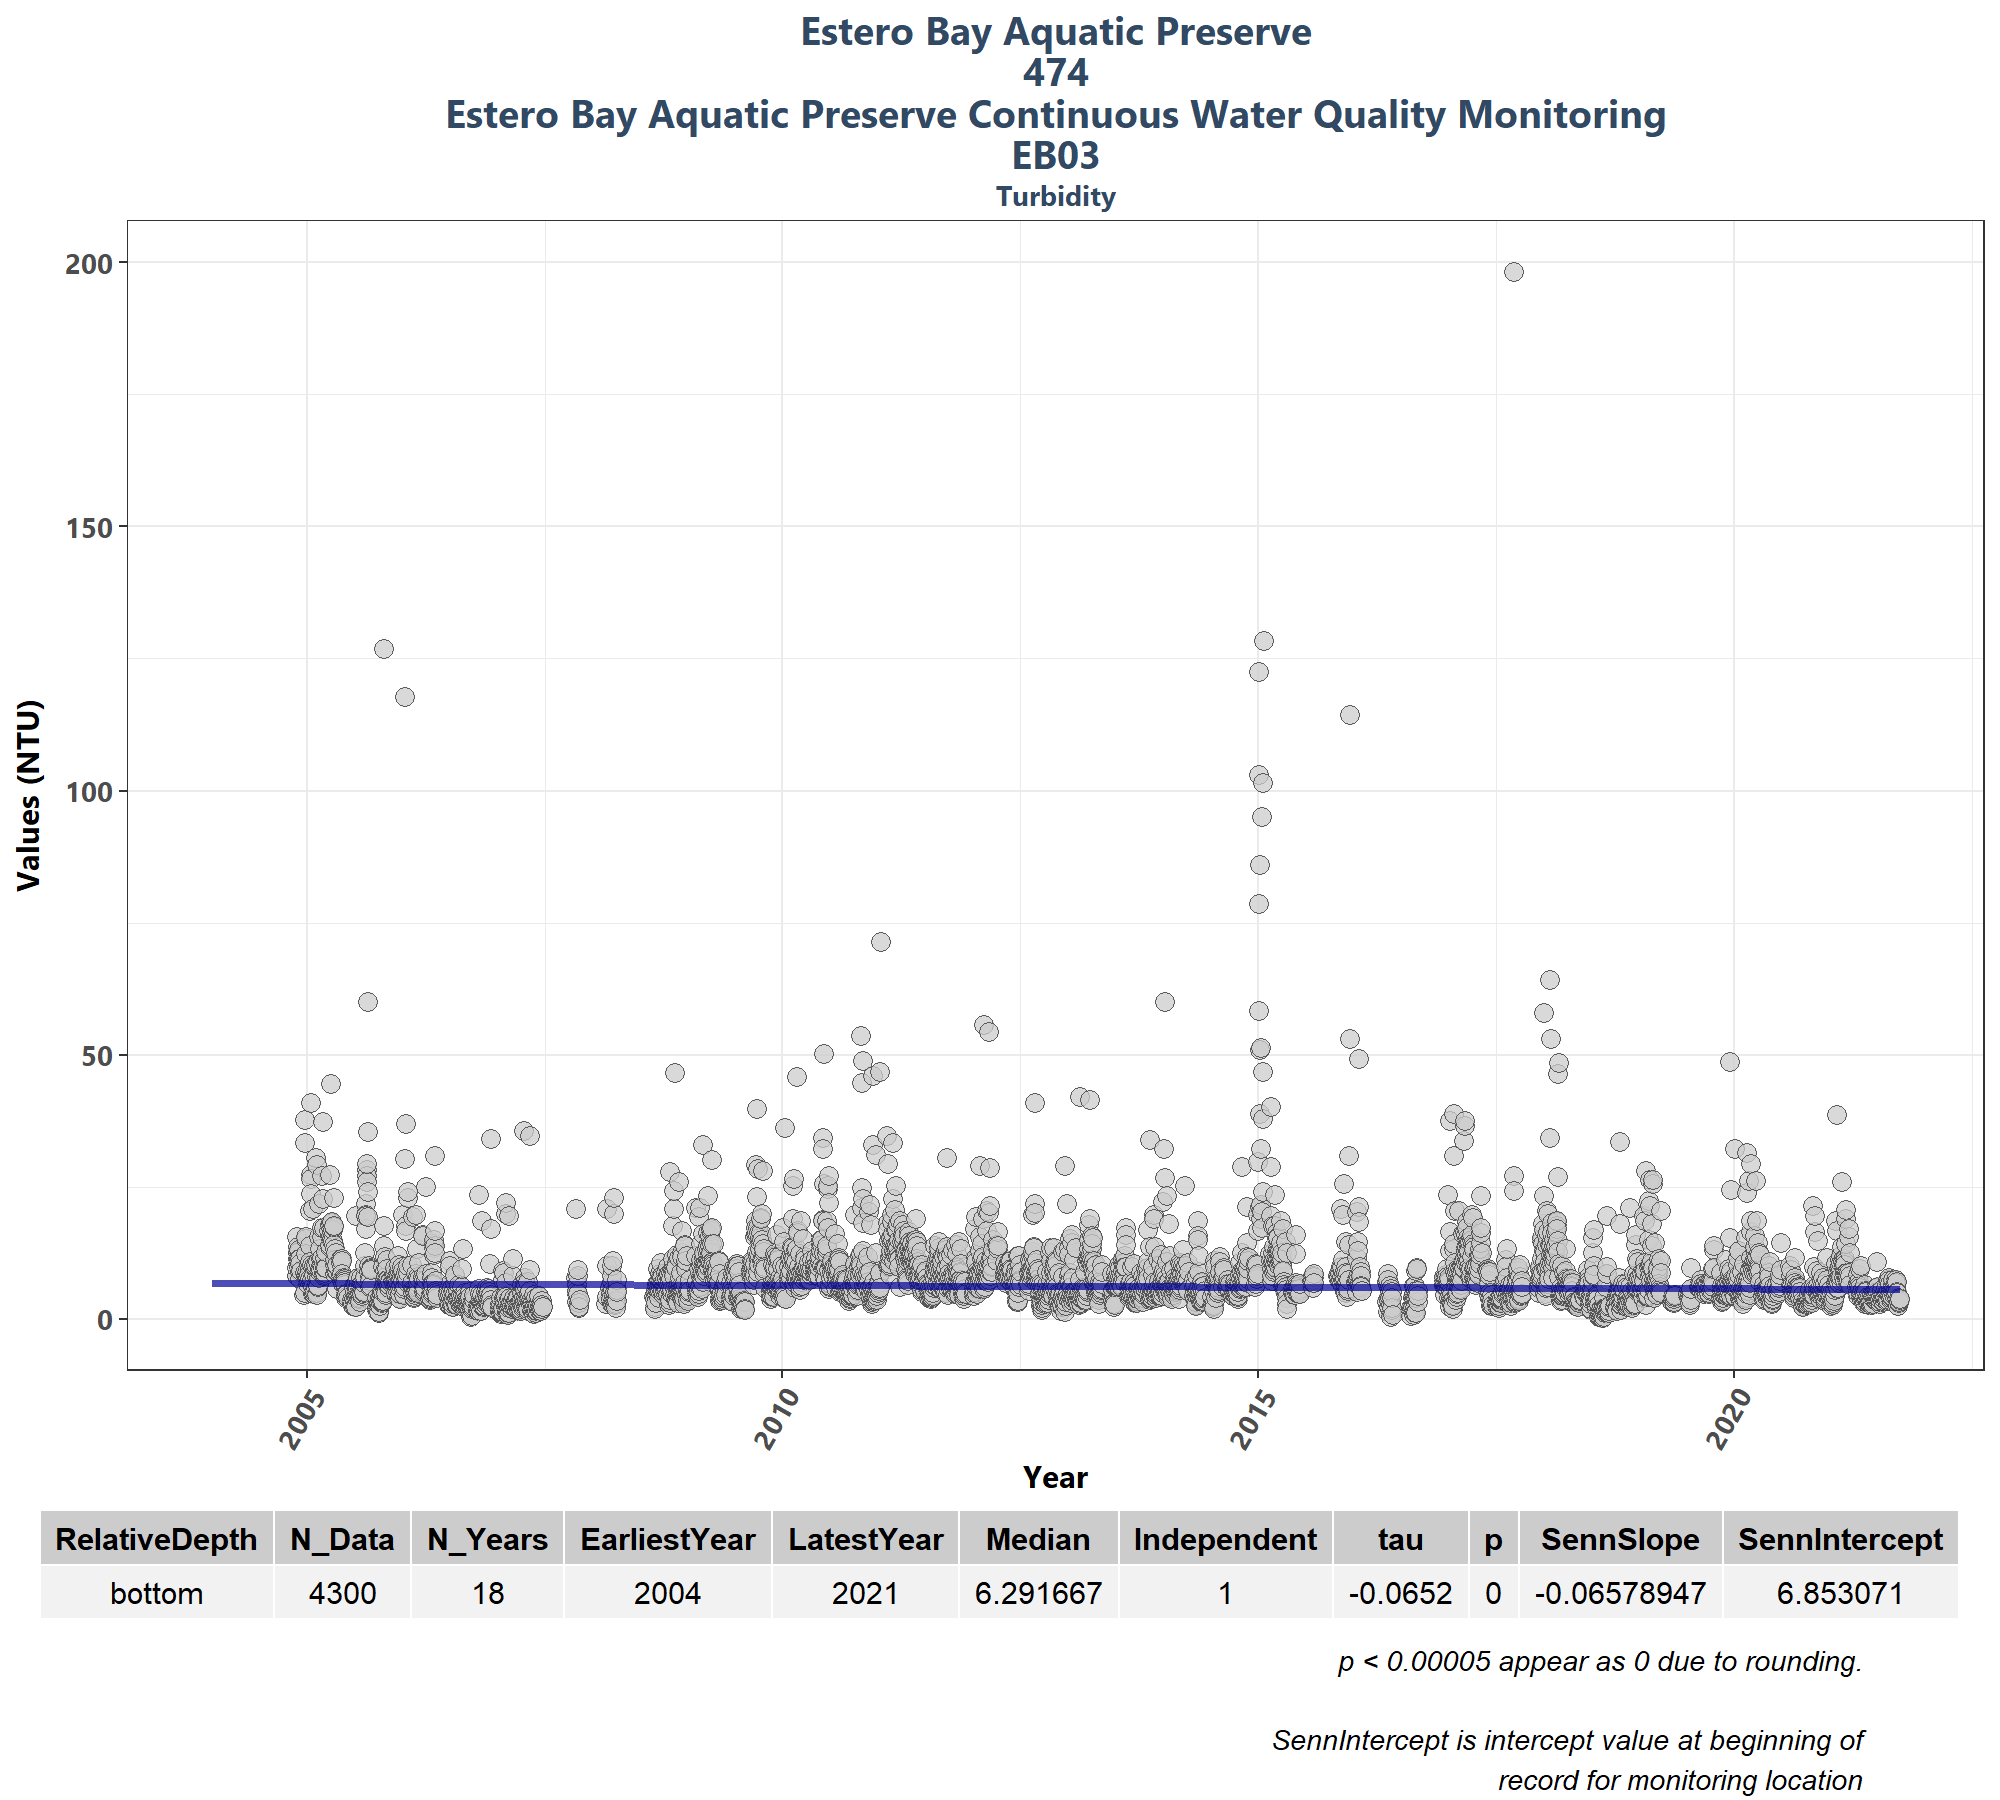 Estero Bay Aquatic Preserve
474
Estero Bay Aquatic Preserve Continuous Water Quality Monitoring
EB03
Turbidity
200
150
100
50
0
Values (NTU)
2005 2010 2015 2020
Year
RelativeDepth N_Data N_Years EarliestYear LatestYear Median Independent tau p SennSlope SennIntercept
bottom 4300 18 2004 2021 6.291667 1 -0.0652 0 -0.06578947 6.853071
p < 0.00005 appear as 0 due to rounding.
SennIntercept is intercept value at beginning of
record for monitoring location